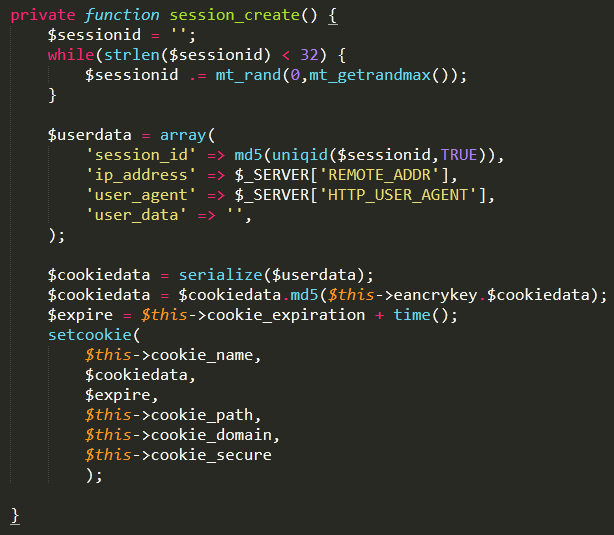 private function session_create() {
    $sessionid = '';
    while(strlen($sessionid) < 32) {
        $sessionid .= mt_rand(0,mt_getrandmax());
    }

    $userdata = array(
        'session_id' => md5(uniqid($sessionid,TRUE)),
        'ip_address' => $_SERVER['REMOTE_ADDR'],
        'user_agent' => $_SERVER['HTTP_USER_AGENT'],
        'user_data' => '',
    );

    $cookiedata = serialize($userdata);
    $cookiedata = $cookiedata.md5($this->eancrykey.$cookiedata);
    $expire = $this->cookie_expiration + time();
    setcookie(
        $this->cookie_name,
        $cookiedata,
        $expire,
        $this->cookie_path,
        $this->cookie_domain,
        $this->cookie_secure
        );

}